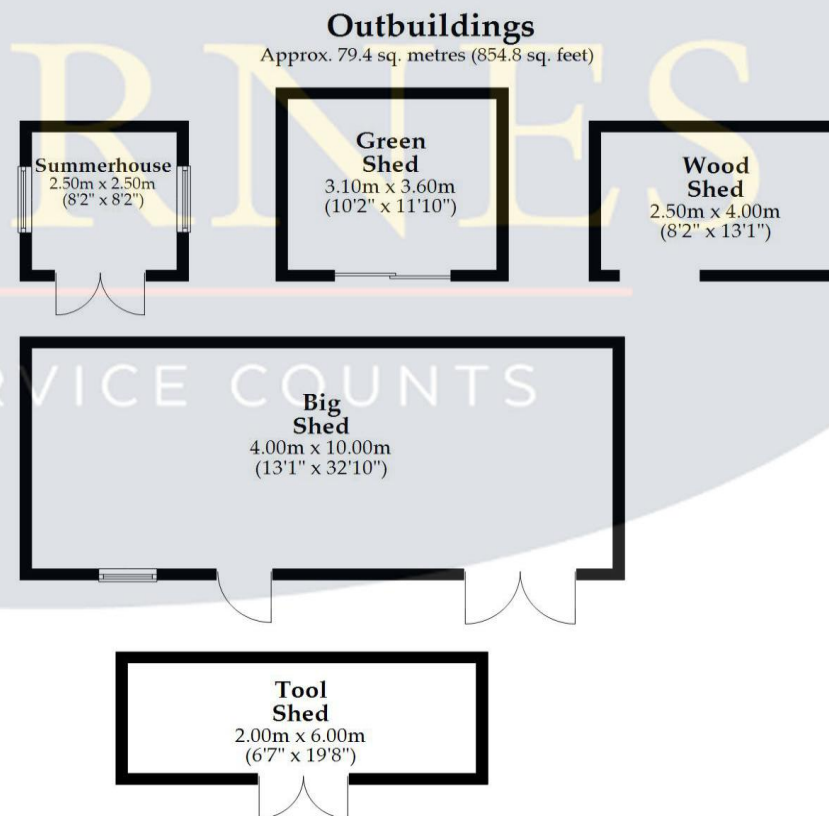 Outbuildings
Approx. 79.4 sq. metres (854.8 sq. feet)
Summerhouse
2.50m x 2.50m
(8'2" x 8'2")
Green
Shed
3.10m x 3.60m
(10'2" x 11'10")
Wood
Shed
2.50m x 4.00m
(8'2" x 13'1")
RNES
RVICE COUNTS
Big
Shed
4.00m x 10.00m
(13'1" x 32'10")
Tool
Shed
2.00m x 6.00m
(6'7" x 19'8")